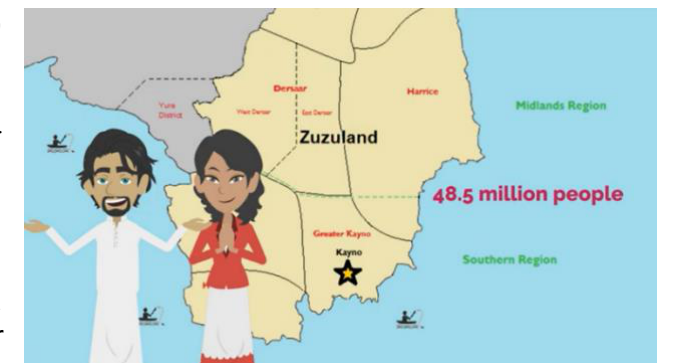 Dersaar
Harrice
Yura
District
West Dersaar
East Dersaar
Midlands Region
Zuzuland
48.5 million people
Greater Kayno
Kayno
Southern Region